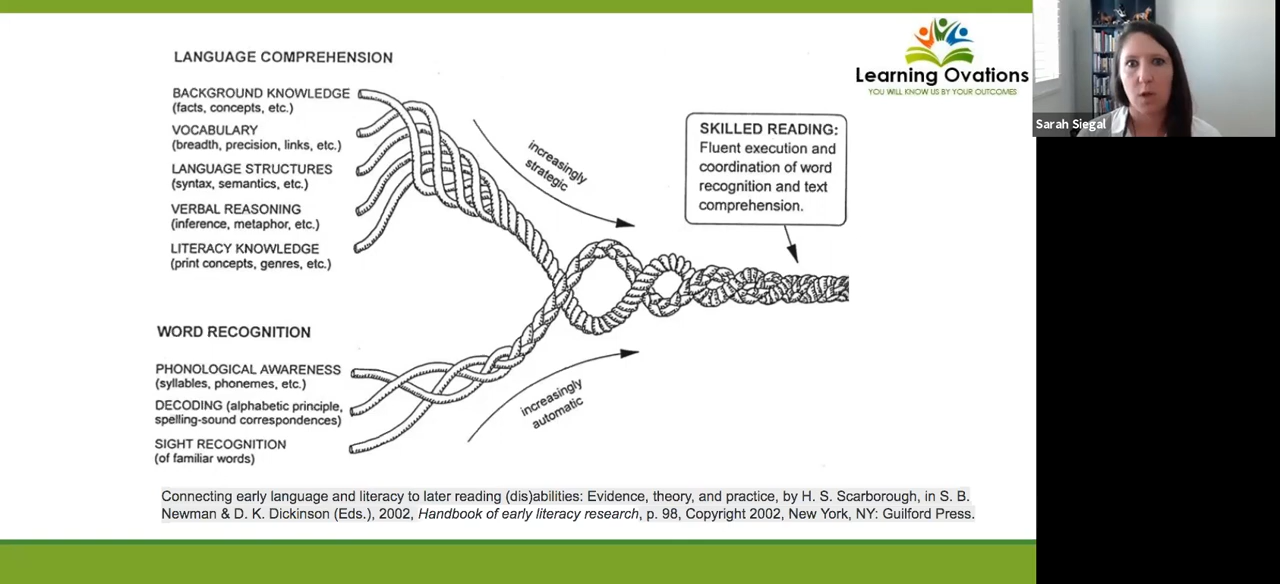 Learning Ovations
YOU WILL KNOW US BY YOUR OUTCOMES
LANGUAGE COMPREHENSION
BACKGROUND KNOWLEDGE
(facts, concepts, etc.)
VOCABULARY
(breadth, precision, links, etc.)
LANGUAGE STRUCTURES
(syntax, semantics, etc.)
VERBAL REASONING
(inference, metaphor, etc.)
LITERACY KNOWLEDGE
(print concepts, genres, etc.)
increasingly
strategic
SKILLED READING:
Fluent execution and
coordination of word
recognition and text
comprehension.
WORD RECOGNITION
PHONOLOGICAL AWARENESS
(syllables, phonemes, etc.)
DECODING (alphabetic principle,
spelling-sound correspondences)
SIGHT RECOGNITION
(of familiar words)
increasingly
automatic
Connecting early language and literacy to later reading (dis)abilities: Evidence, theory, and practice, by H. S. Scarborough, in S. B.
Newman & D. K. Dickinson (Eds.), 2002, Handbook of early literacy research, p. 98, Copyright 2002, New York, NY: Guilford Press.
Sarah Siegal